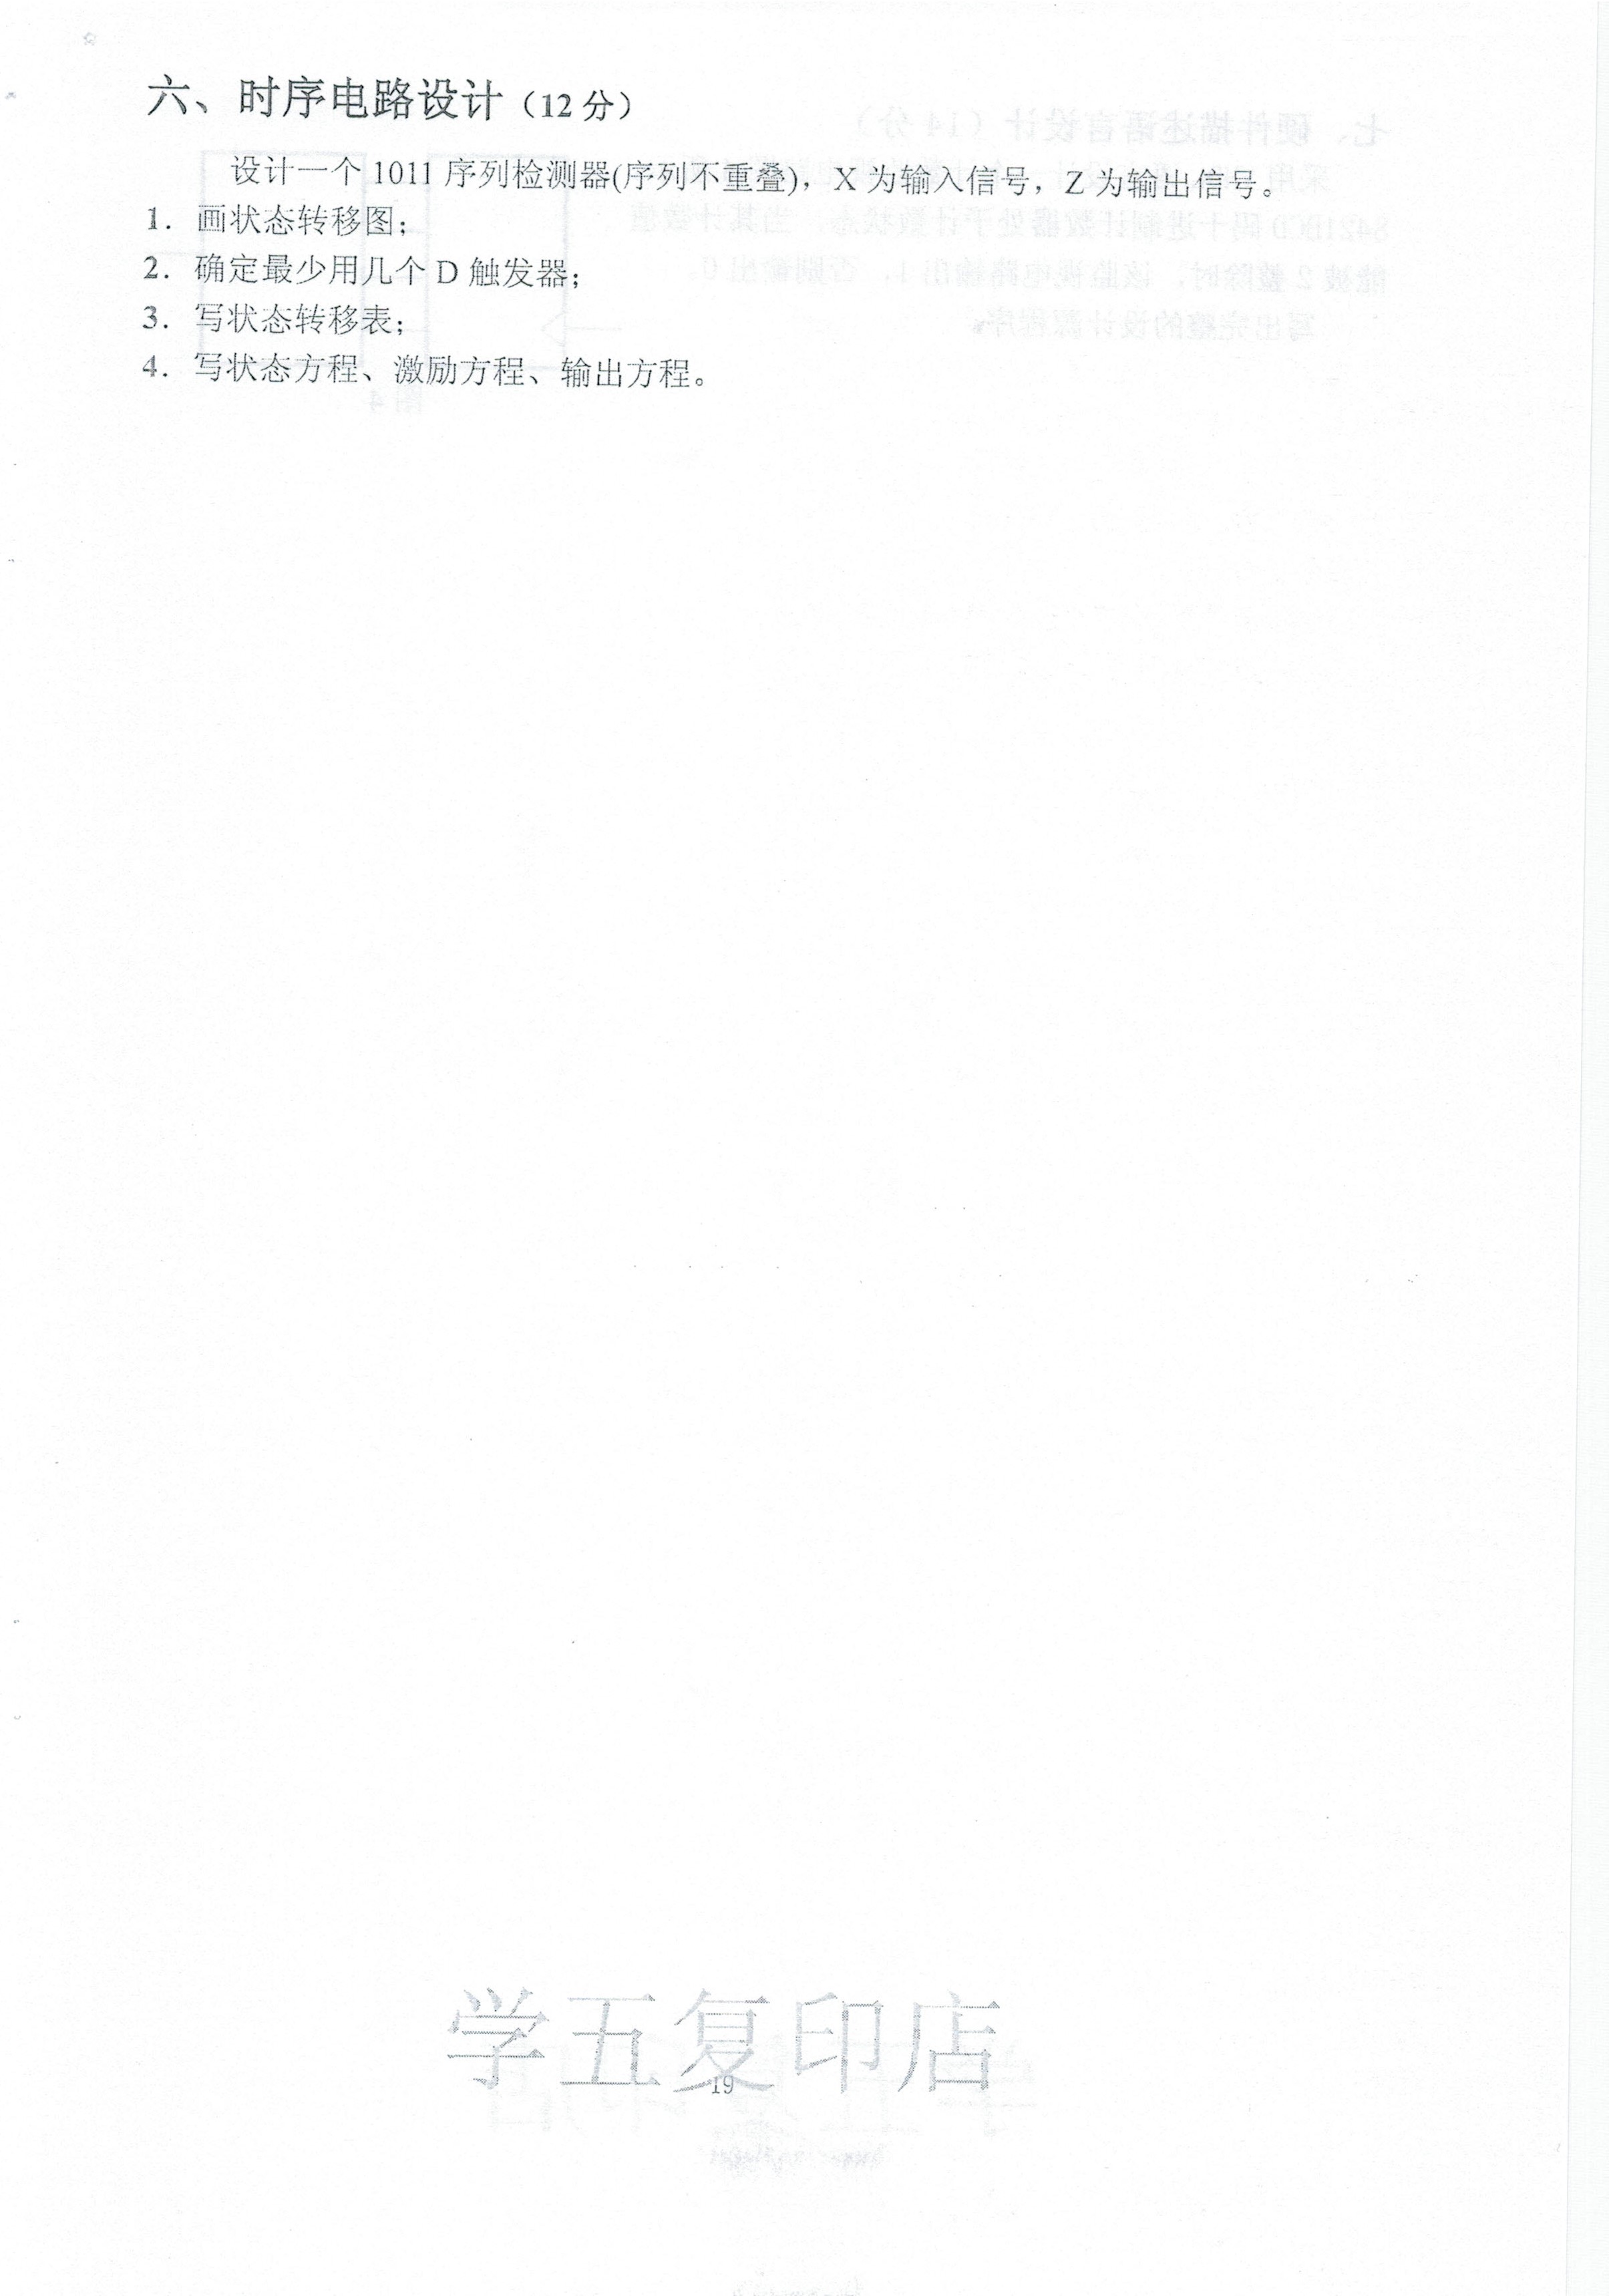 六、时序电路设计（12 分）
设计一个 1011 序列检测器(序列不重叠)，X 为输入信号，Z 为输出信号。
1. 画状态转移图；
2. 确定最少用几个 D 触发器；
3. 写状态转移表；
4. 写状态方程、激励方程、输出方程。
学五复印店
19